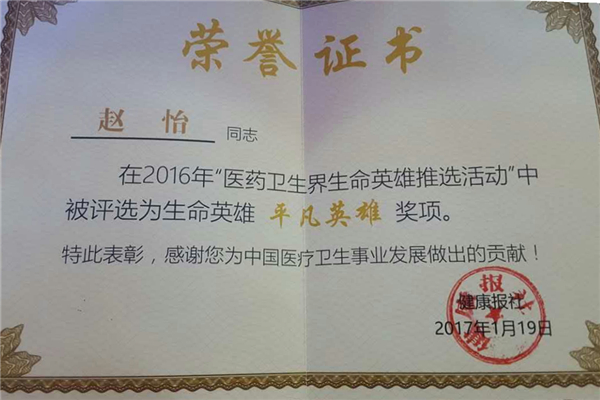 荣誉证书
赵怡 同志
在2016年“医药卫生界生命英雄推选活动”中
被评选为生命英雄 平凡英雄 奖项。
特此表彰，感谢您为中国医疗卫生事业发展做出的贡献！
健康报社
2017年1月19日
健康报社